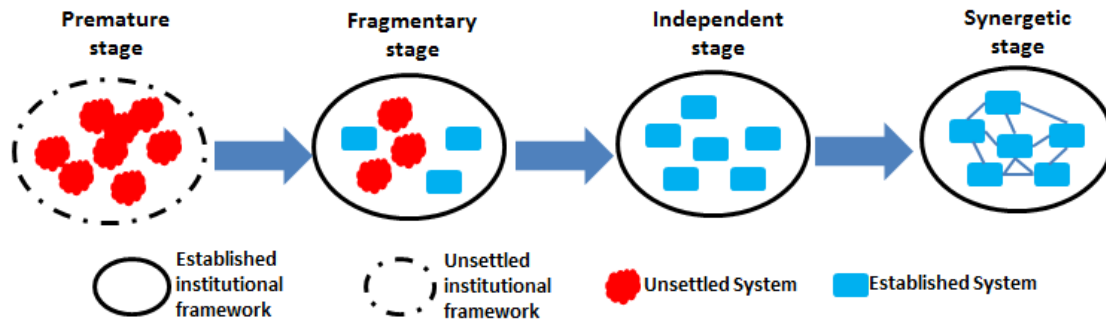 Premature
stage
Fragmentary
stage
Independent
stage
Synergetic
stage
Established
institutional
framework
Unsettled
institutional
framework
Unsettled System
Established System